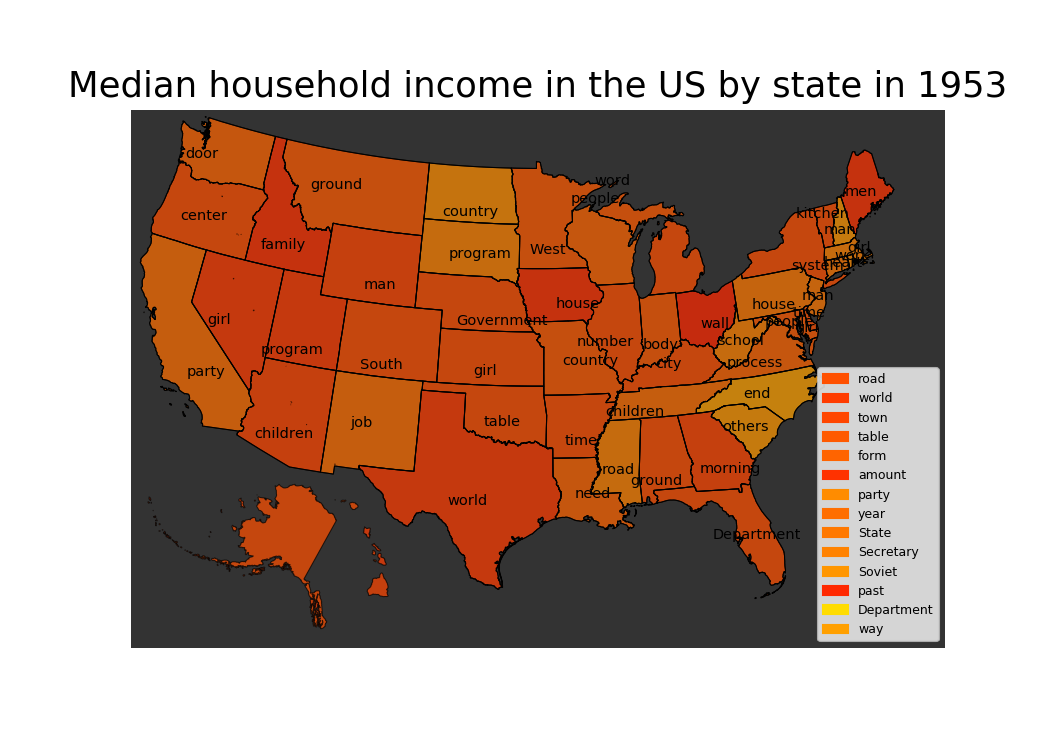 Median household income in the US by state in 1953
door
word
ground
people
men
center
country
kitchen
man
family
program
West
girl
system
man
man
house
house
girl
Government
wall
people
party
program
number
body
school
South
country
city
process
girl
job
end
children
children
table
others
time
road
morning
world
need
ground
Department
road
world
town
table
form
amount
party
year
State
Secretary
Soviet
past
Department
way